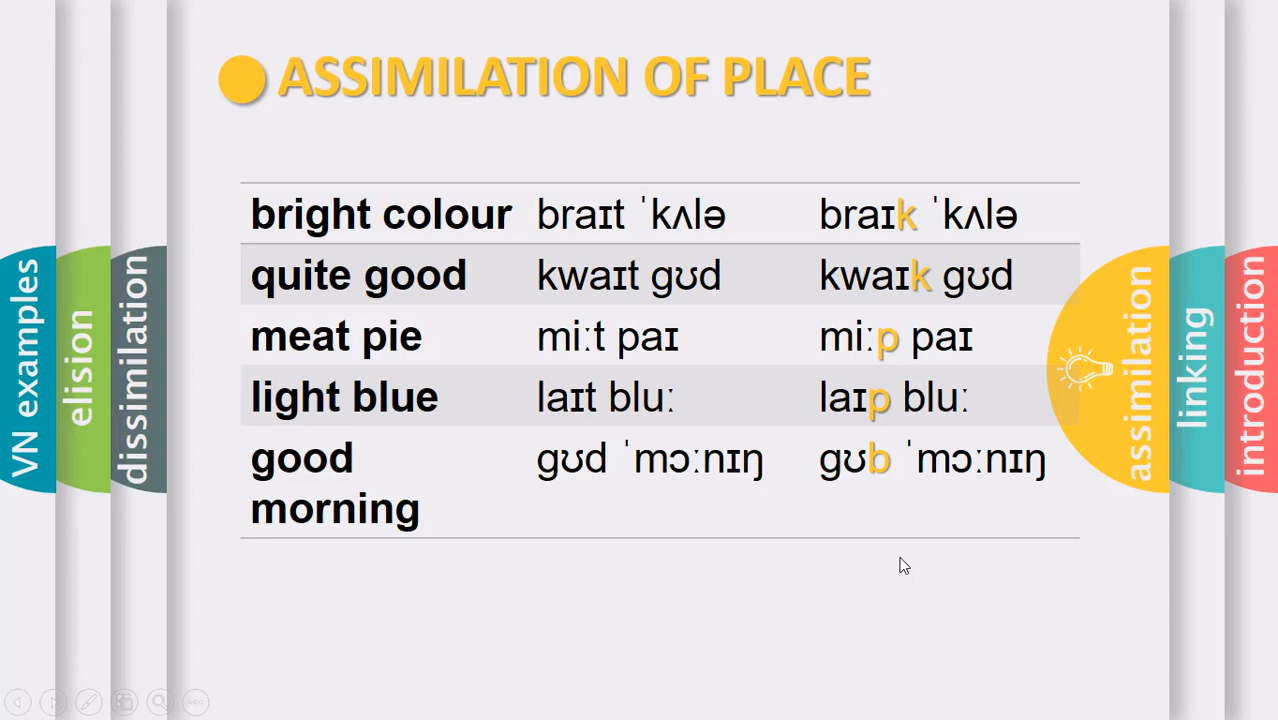 ASSIMILATION OF PLACE
bright colour braɪt ˈkʌlə braɪk ˈkʌlə
quite good kwaɪt gʊd kwaɪk gʊd
meat pie miːt paɪ miːp paɪ
light blue laɪt bluː laɪp bluː
good gʊd ˈmɔːnɪŋ gʊb ˈmɔːnɪŋ
morning
VN examples
elision
dissimilation
assimilation
linking
introduction